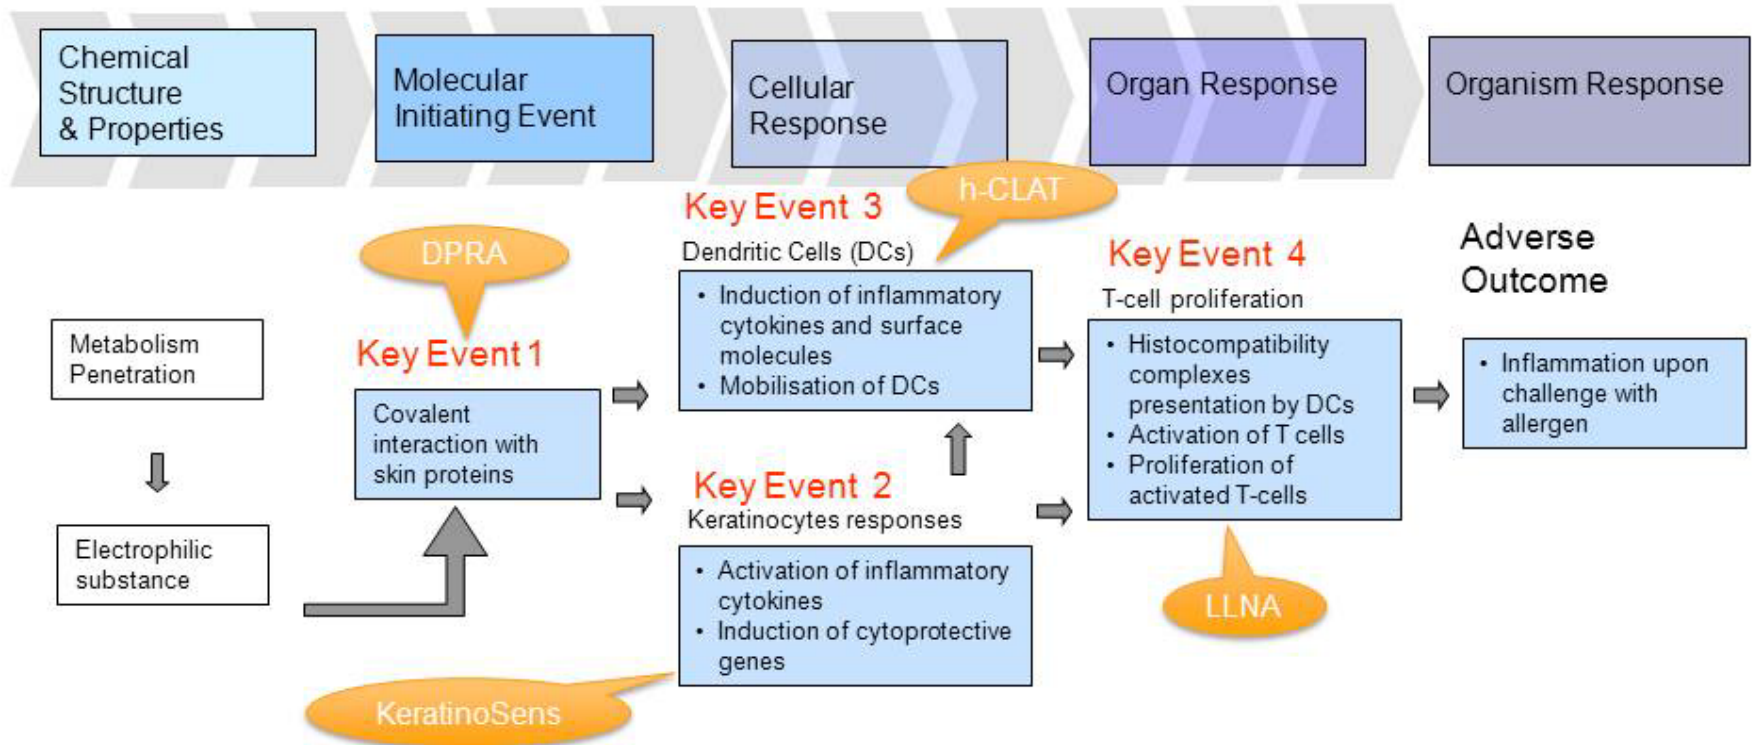 Chemical
Structure
& Properties
Molecular
Initiating Event
Cellular
Response
Organ Response
Organism Response
h-CLAT
Key Event 3
Dendritic Cells (DCs)
• Induction of inflammatory
cytokines and surface
molecules
• Mobilisation of DCs
DPRA
Key Event 1
Covalent
interaction with
skin proteins
Metabolism
Penetration
Electrophilic
substance
Key Event 2
Keratinocytes responses
• Activation of inflammatory
cytokines
• Induction of cytoprotective
genes
KeratinoSens
Key Event 4
T-cell proliferation
• Histocompatibility
complexes
presentation by DCs
• Activation of T cells
• Proliferation of
activated T-cells
LLNA
Adverse
Outcome
• Inflammation upon
challenge with
allergen